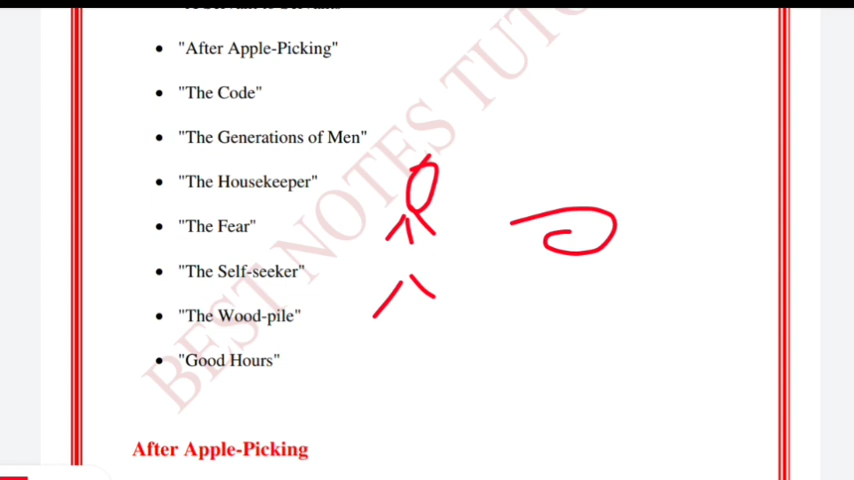 "After Apple-Picking"
"The Code"
"The Generations of Men"
"The Housekeeper"
"The Fear"
"The Self-seeker"
"The Wood-pile"
"Good Hours"
After Apple-Picking
BEST NOTES TUTO